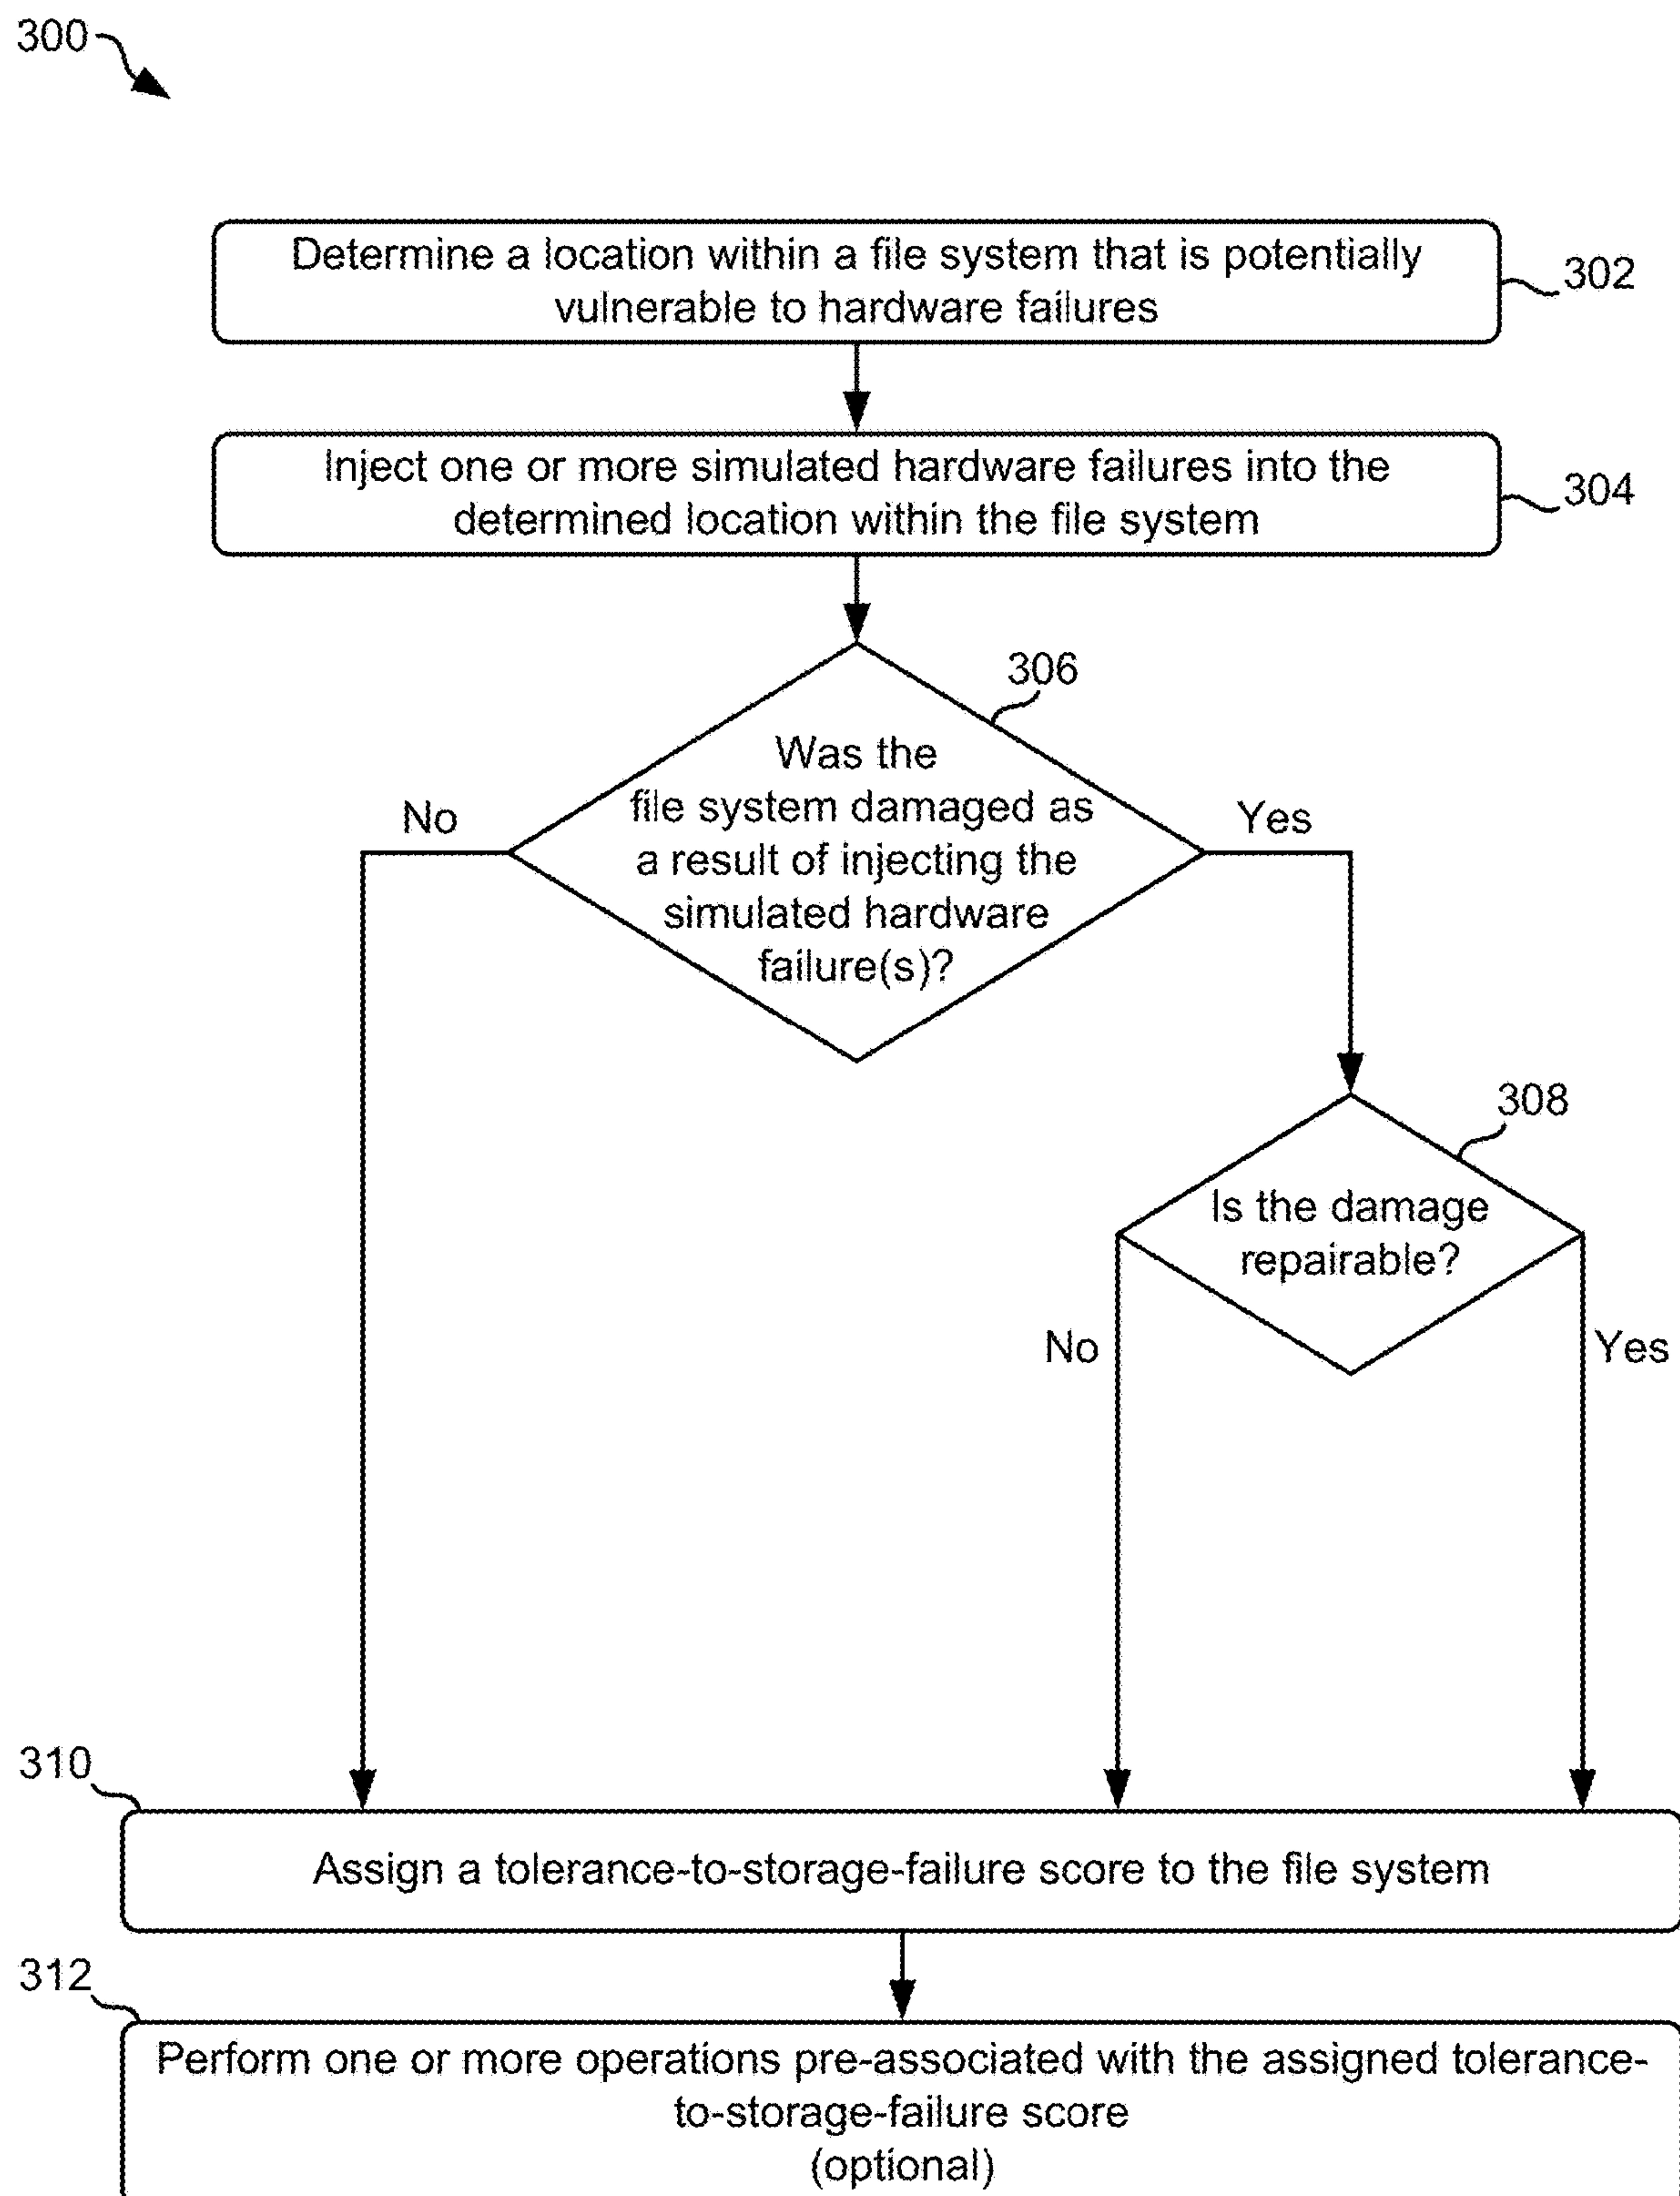 300
Determine a location within a file system that is potentially
vulnerable to hardware failures
302
Inject one or more simulated hardware failures into the
determined location within the file system
304
306
Was the
file system damaged as
a result of injecting the
simulated hardware
failure(s)?
No
Yes
308
Is the damage
repairable?
No
Yes
310
Assign a tolerance-to-storage-failure score to the file system
312
Perform one or more operations pre-associated with the assigned tolerance-
to-storage-failure score
(optional)